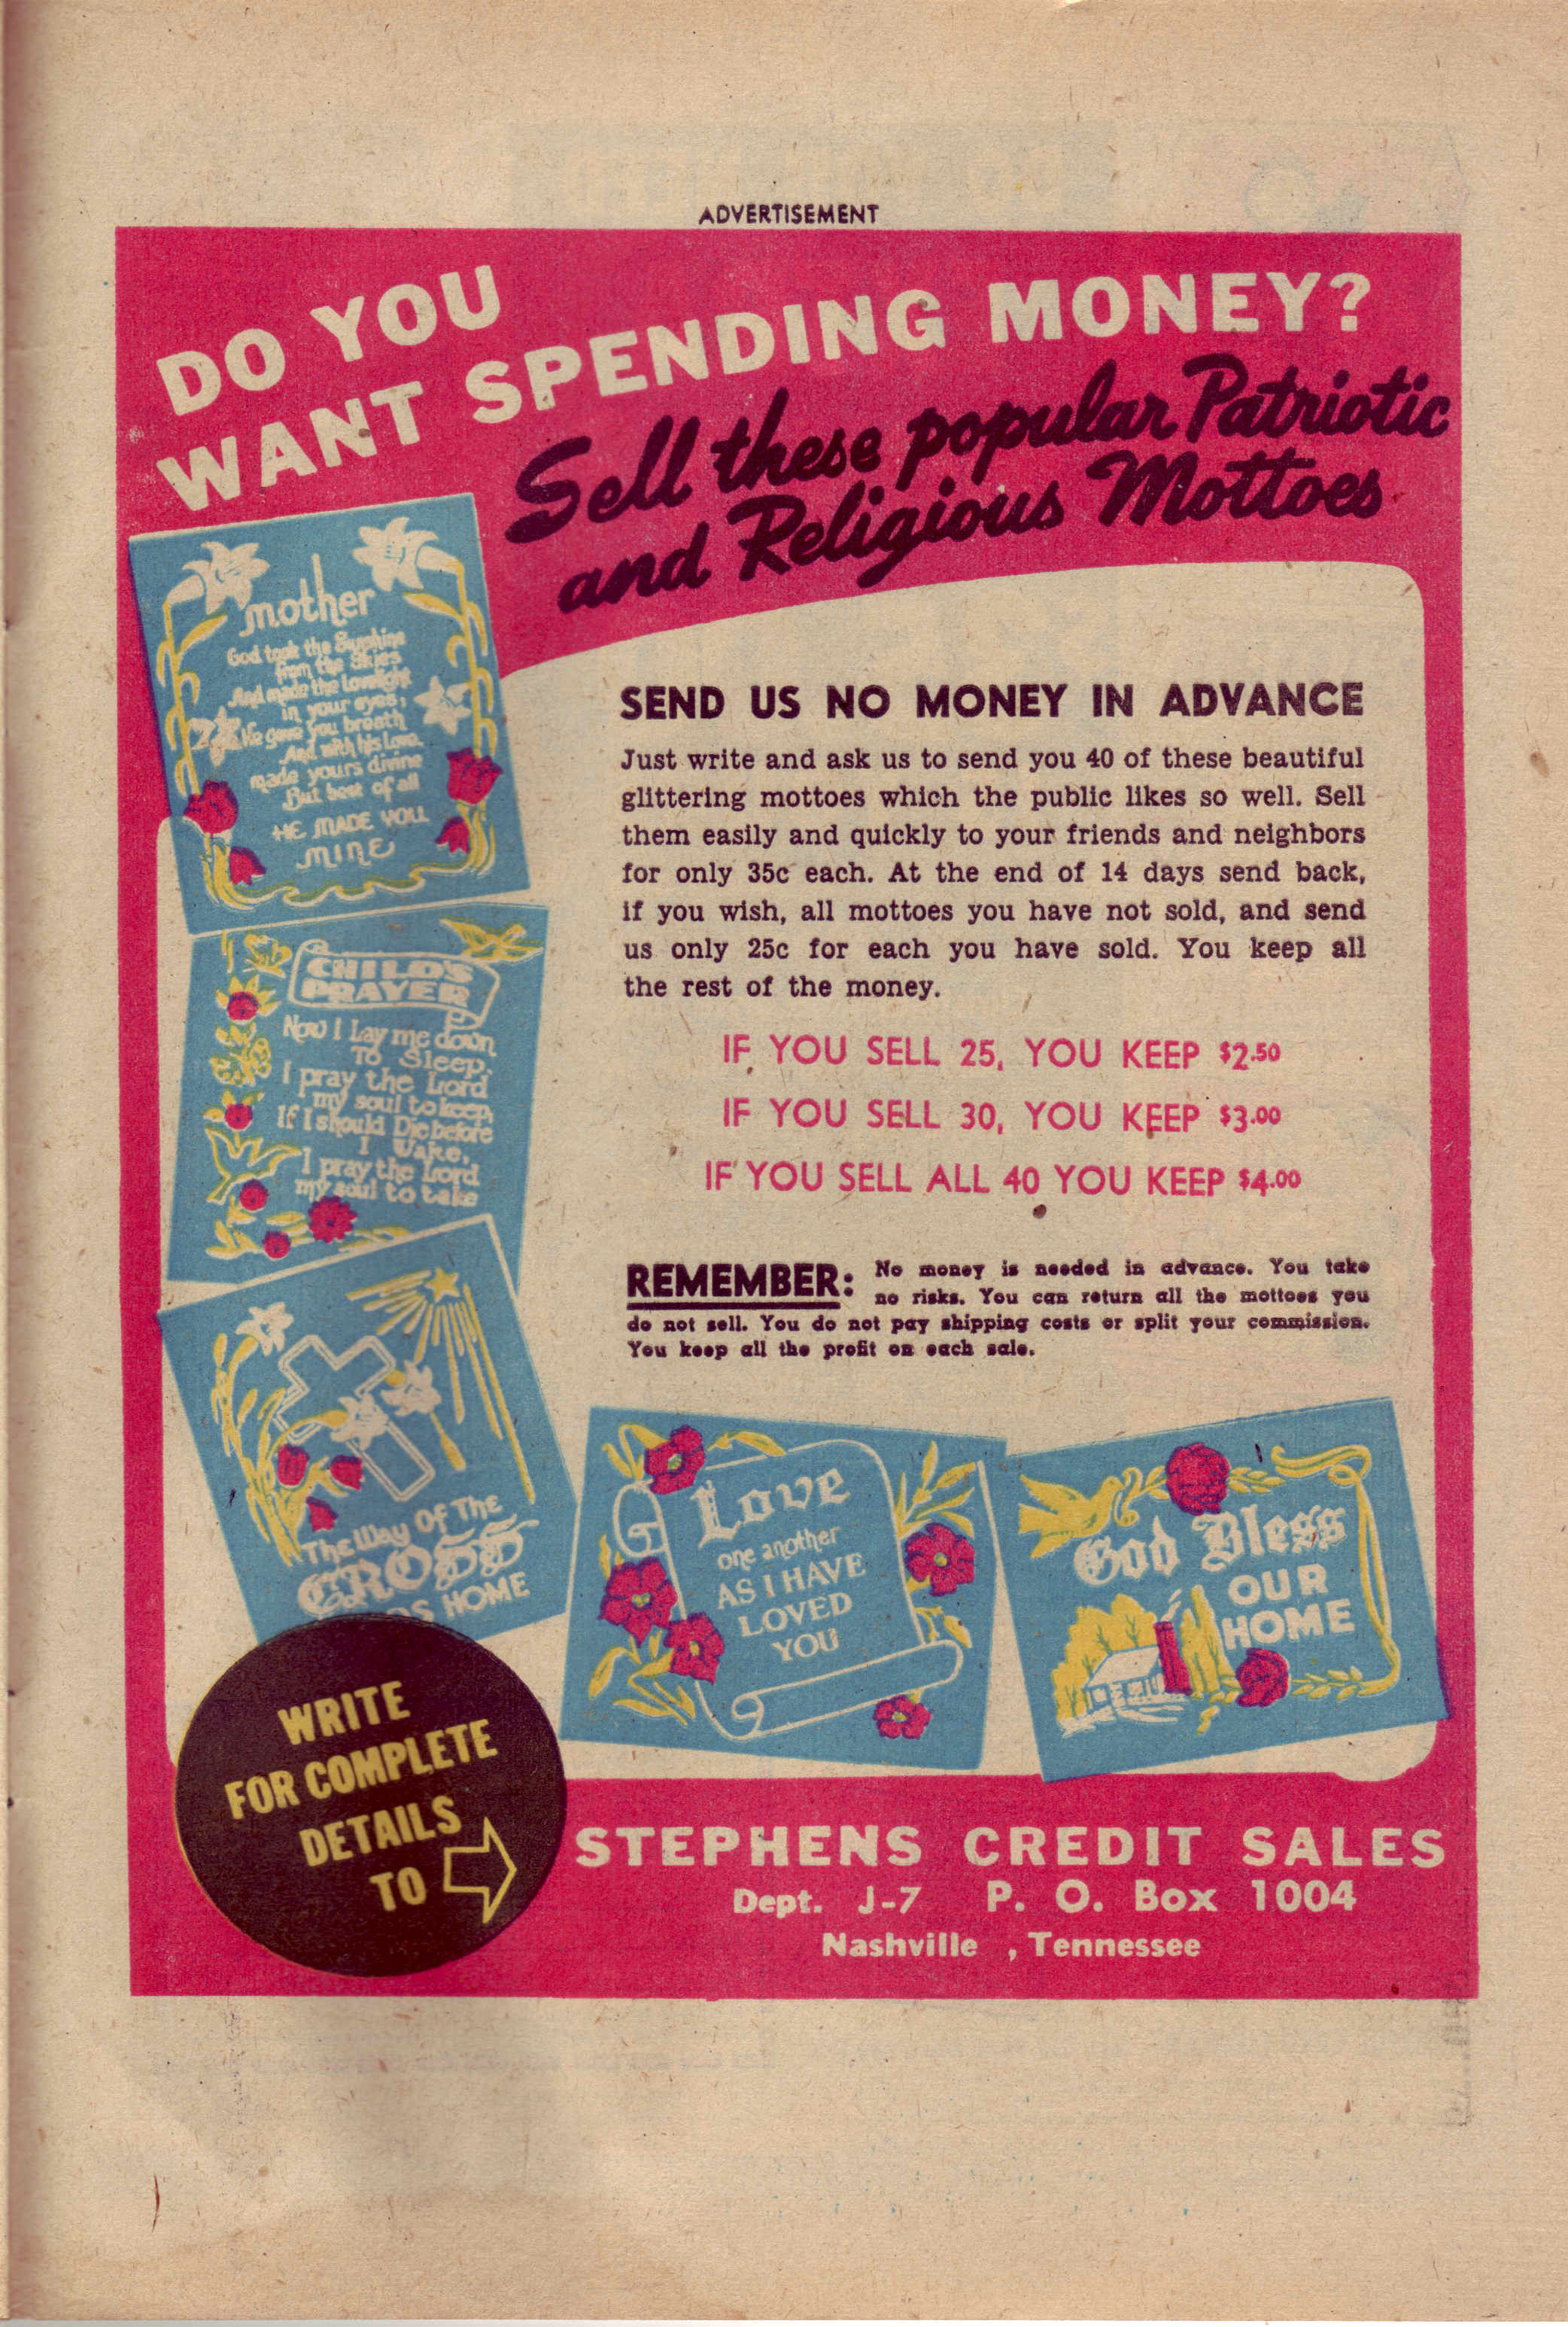 ADVERTISEMENT
DO YOU
WANT SPENDING MONEY?
Sell these popular Patriotic
and Religious Mottoes
mother
God took the Sunshine
from the Skies
And made the Lovelight
in your eyes;
He gave you breath
And with his Love,
made yours divine
But best of all
HE MADE YOU
MINE
CHILD'S
PRAYER
Now I Lay me down
To Sleep,
I pray the Lord
my soul to keep,
If I should Die before
I Wake,
I pray the Lord
my soul to take
The Way Of The
CROSS
HOME
SEND US NO MONEY IN ADVANCE
Just write and ask us to send you 40 of these beautiful
glittering mottoes which the public likes so well. Sell
them easily and quickly to your friends and neighbors
for only 35c each. At the end of 14 days send back,
if you wish, all mottoes you have not sold, and send
us only 25c for each you have sold. You keep all
the rest of the money.
IF YOU SELL 25, YOU KEEP $2.50
IF YOU SELL 30, YOU KEEP $3.00
IF YOU SELL ALL 40 YOU KEEP $4.00
REMEMBER: No money is needed in advance. You take
no risks. You can return all the mottoes you
do not sell. You do not pay shipping costs or split your commission.
You keep all the profit on each sale.
Love
one another
AS I HAVE
LOVED
YOU
God Bless
OUR
HOME
WRITE
FOR COMPLETE
DETAILS
TO
STEPHENS CREDIT SALES
Dept. J-7 P. O. Box 1004
Nashville , Tennessee